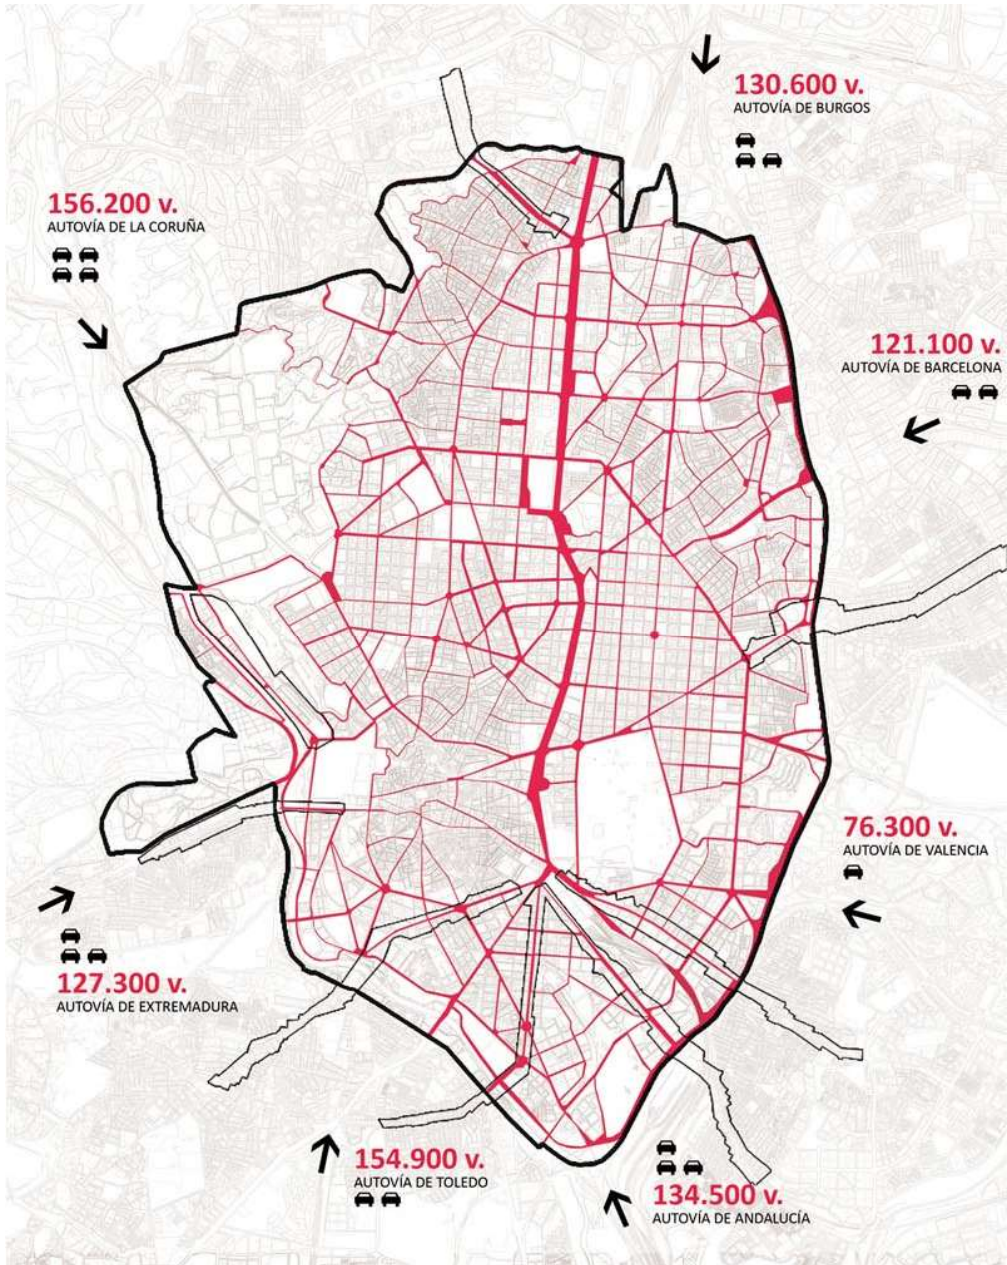 130.600 v.
AUTOVÍA DE BURGOS
156.200 v.
AUTOVÍA DE LA CORUÑA
121.100 v.
AUTOVÍA DE BARCELONA
76.300 v.
AUTOVÍA DE VALENCIA
127.300 v.
AUTOVÍA DE EXTREMADURA
154.900 v.
AUTOVÍA DE TOLEDO
134.500 v.
AUTOVÍA DE ANDALUCÍA